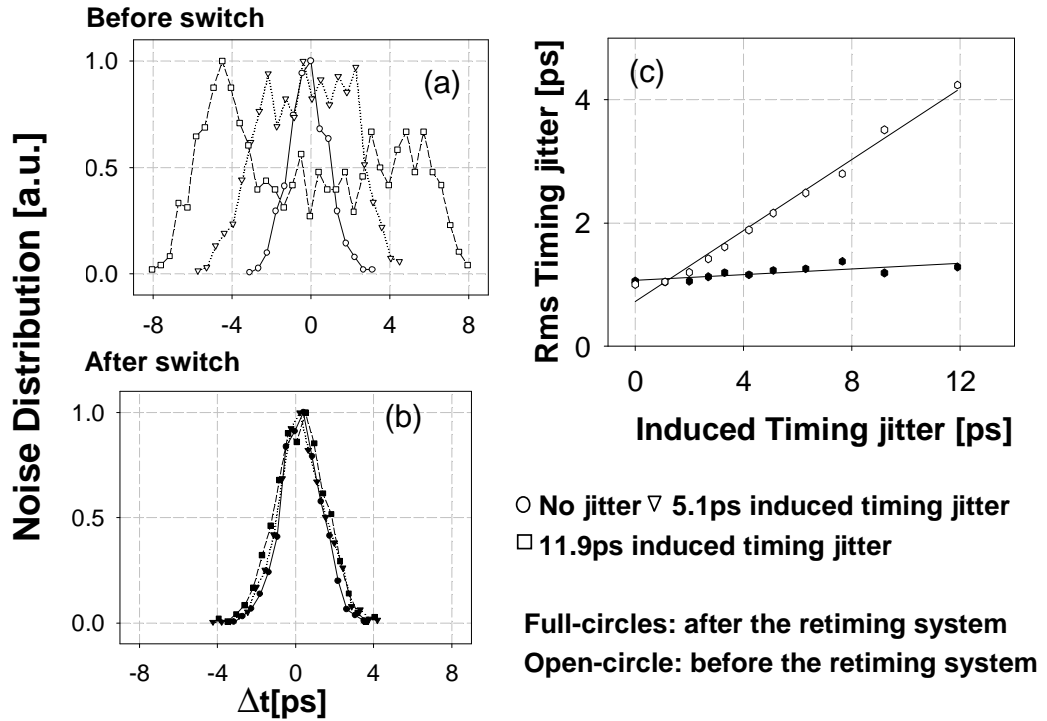 Before switch
Noise Distribution [a.u.]
1.0
0.5
0.0
(a)
-8 -4 0 4 8
After switch
1.0
0.5
0.0
(b)
-8 -4 0 4 8
Δt[ps]
Rms Timing jitter [ps]
4
2
0
(c)
0 4 8 12
Induced Timing jitter [ps]
No jitter 5.1ps induced timing jitter
11.9ps induced timing jitter
Full-circles: after the retiming system
Open-circle: before the retiming system